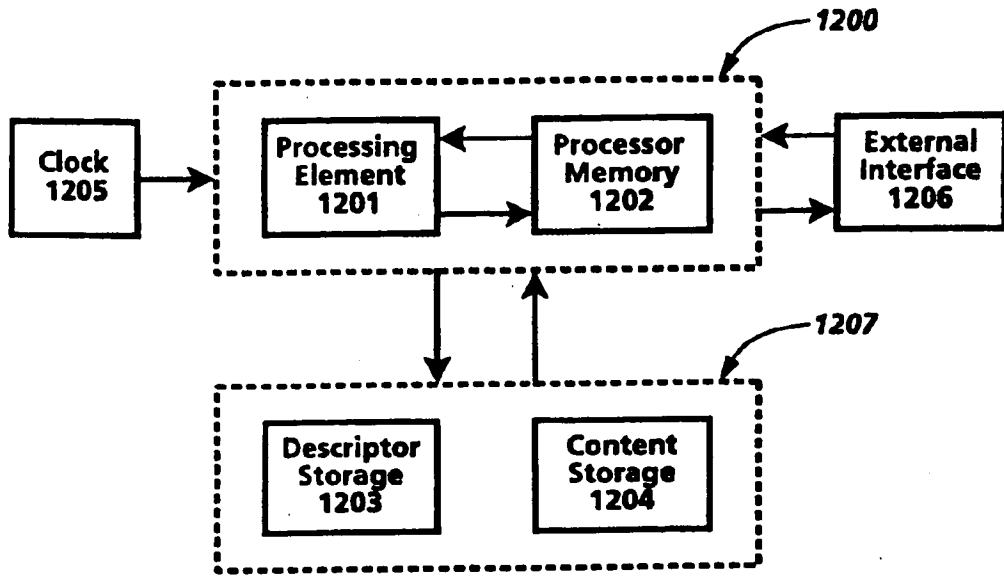 1200
Clock
1205
Processing
Element
1201
Processor
Memory
1202
External
Interface
1206
1207
Descriptor
Storage
1203
Content
Storage
1204